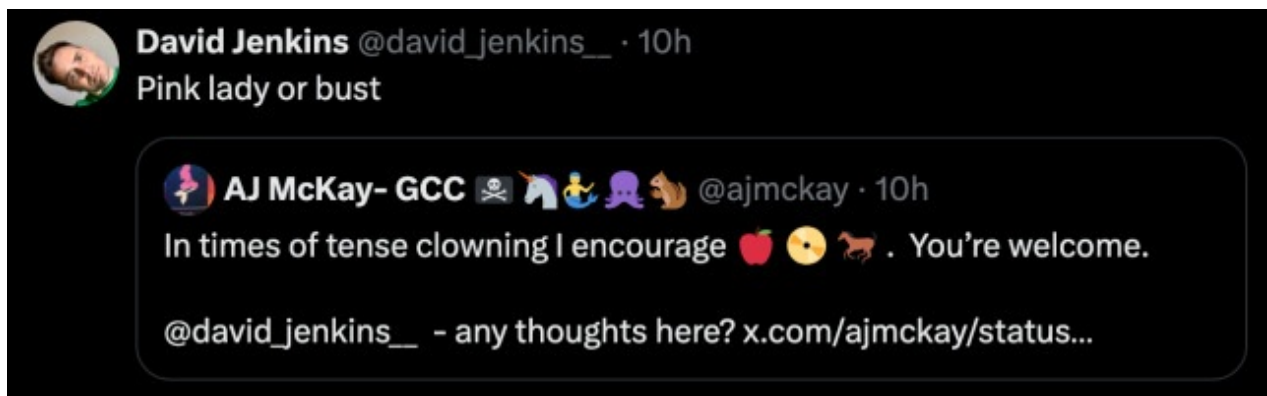 David Jenkins @david_jenkins__ · 10h
Pink lady or bust
AJ McKay- GCC 🏴‍☠️🦄🧜‍♂️🐙🐿️ @ajmckay · 10h
In times of tense clowning I encourage 🍎 📀 🐎 . You’re welcome.
@david_jenkins__ - any thoughts here? x.com/ajmckay/status...